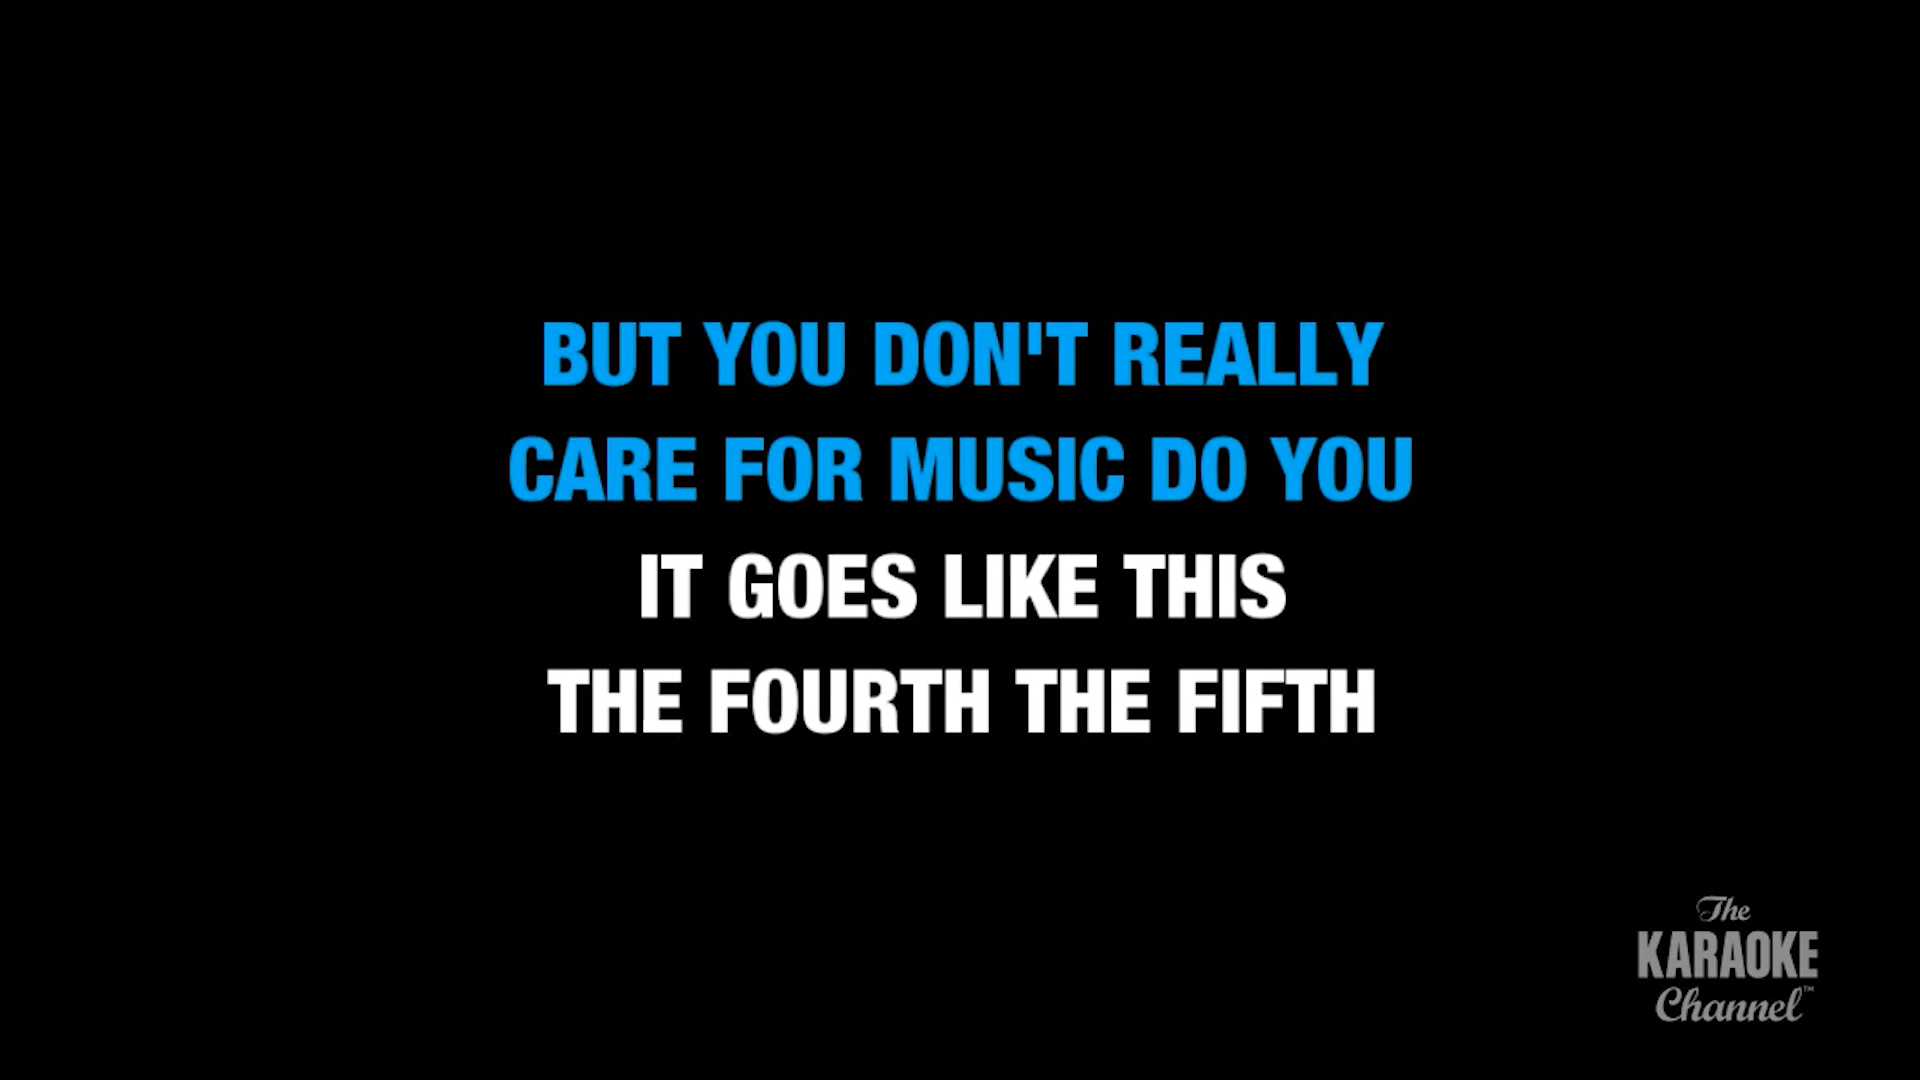 BUT YOU DON'T REALLY
CARE FOR MUSIC DO YOU
IT GOES LIKE THIS
THE FOURTH THE FIFTH
The
KARAOKE
Channel™